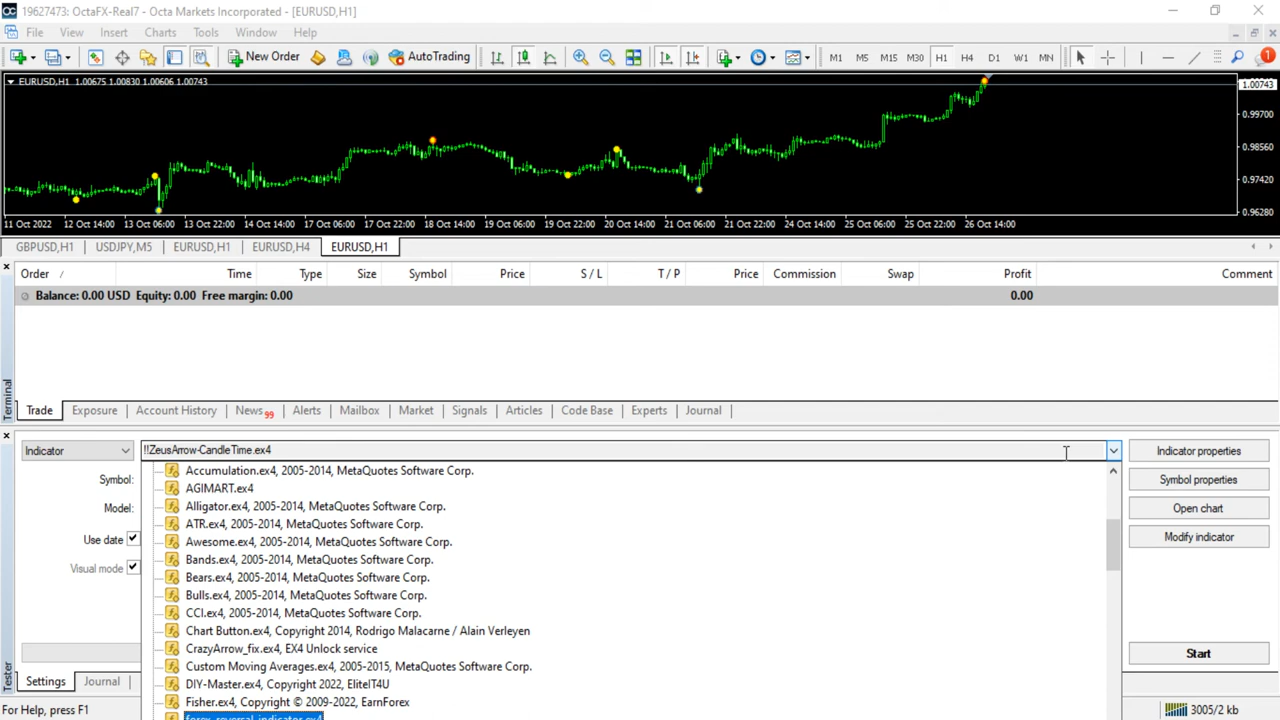 19627473: OctaFX-Real7 - Octa Markets Incorporated - [EURUSD,H1]
File View Insert Charts Tools Window Help
New Order AutoTrading M1 M5 M15 M30 H1 H4 D1 W1 MN 1
EURUSD,H1 1.00675 1.00830 1.00606 1.00743
1.00743
0.99700
0.98560
0.97420
0.96280
11 Oct 2022 12 Oct 14:00 13 Oct 06:00 13 Oct 22:00 14 Oct 14:00 17 Oct 06:00 17 Oct 22:00 18 Oct 14:00 19 Oct 06:00 19 Oct 22:00 20 Oct 14:00 21 Oct 06:00 21 Oct 22:00 24 Oct 14:00 25 Oct 06:00 25 Oct 22:00 26 Oct 14:00
GBPUSD,H1 USDJPY,M5 EURUSD,H1 EURUSD,H4 EURUSD,H1
Order / Time Type Size Symbol Price S / L T / P Price Commission Swap Profit Comment
Balance: 0.00 USD Equity: 0.00 Free margin: 0.00 0.00
Terminal
Trade Exposure Account History News 99 Alerts Mailbox Market Signals Articles Code Base Experts Journal
Indicator !!ZeusArrow-CandleTime.ex4 Indicator properties
Accumulation.ex4, 2005-2014, MetaQuotes Software Corp.
Symbol: AGIMART.ex4 Symbol properties
Model: Alligator.ex4, 2005-2014, MetaQuotes Software Corp. Open chart
ATR.ex4, 2005-2014, MetaQuotes Software Corp.
Use date Awesome.ex4, 2005-2014, MetaQuotes Software Corp. Modify indicator
Bands.ex4, 2005-2014, MetaQuotes Software Corp.
Visual mode Bears.ex4, 2005-2014, MetaQuotes Software Corp.
Bulls.ex4, 2005-2014, MetaQuotes Software Corp.
CCI.ex4, 2005-2014, MetaQuotes Software Corp.
Chart Button.ex4, Copyright 2014, Rodrigo Malacarne / Alain Verleyen
CrazyArrow_fix.ex4, EX4 Unlock service Start
Custom Moving Averages.ex4, 2005-2015, MetaQuotes Software Corp.
Tester
Settings Journal DIY-Master.ex4, Copyright 2022, EliteIT4U
Fisher.ex4, Copyright © 2009-2022, EarnForex
For Help, press F1 forex_reversal_indicator.ex4 3005/2 kb